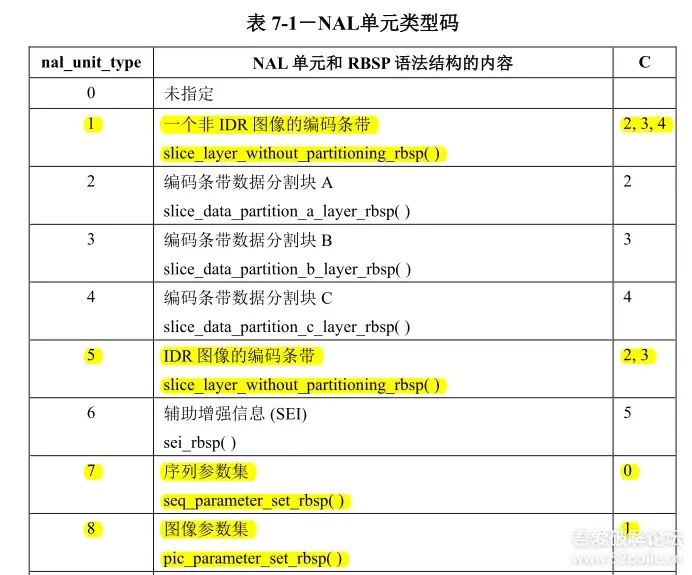 表 7-1－NAL单元类型码
nal_unit_type NAL 单元和 RBSP 语法结构的内容 C
0 未指定
1 一个非 IDR 图像的编码条带 2, 3, 4
slice_layer_without_partitioning_rbsp( )
2 编码条带数据分割块 A 2
slice_data_partition_a_layer_rbsp( )
3 编码条带数据分割块 B 3
slice_data_partition_b_layer_rbsp( )
4 编码条带数据分割块 C 4
slice_data_partition_c_layer_rbsp( )
5 IDR 图像的编码条带 2, 3
slice_layer_without_partitioning_rbsp( )
6 辅助增强信息 (SEI) 5
sei_rbsp( )
7 序列参数集 0
seq_parameter_set_rbsp( )
8 图像参数集 1
pic_parameter_set_rbsp( )
吾爱破解论坛
www.52pojie.cn